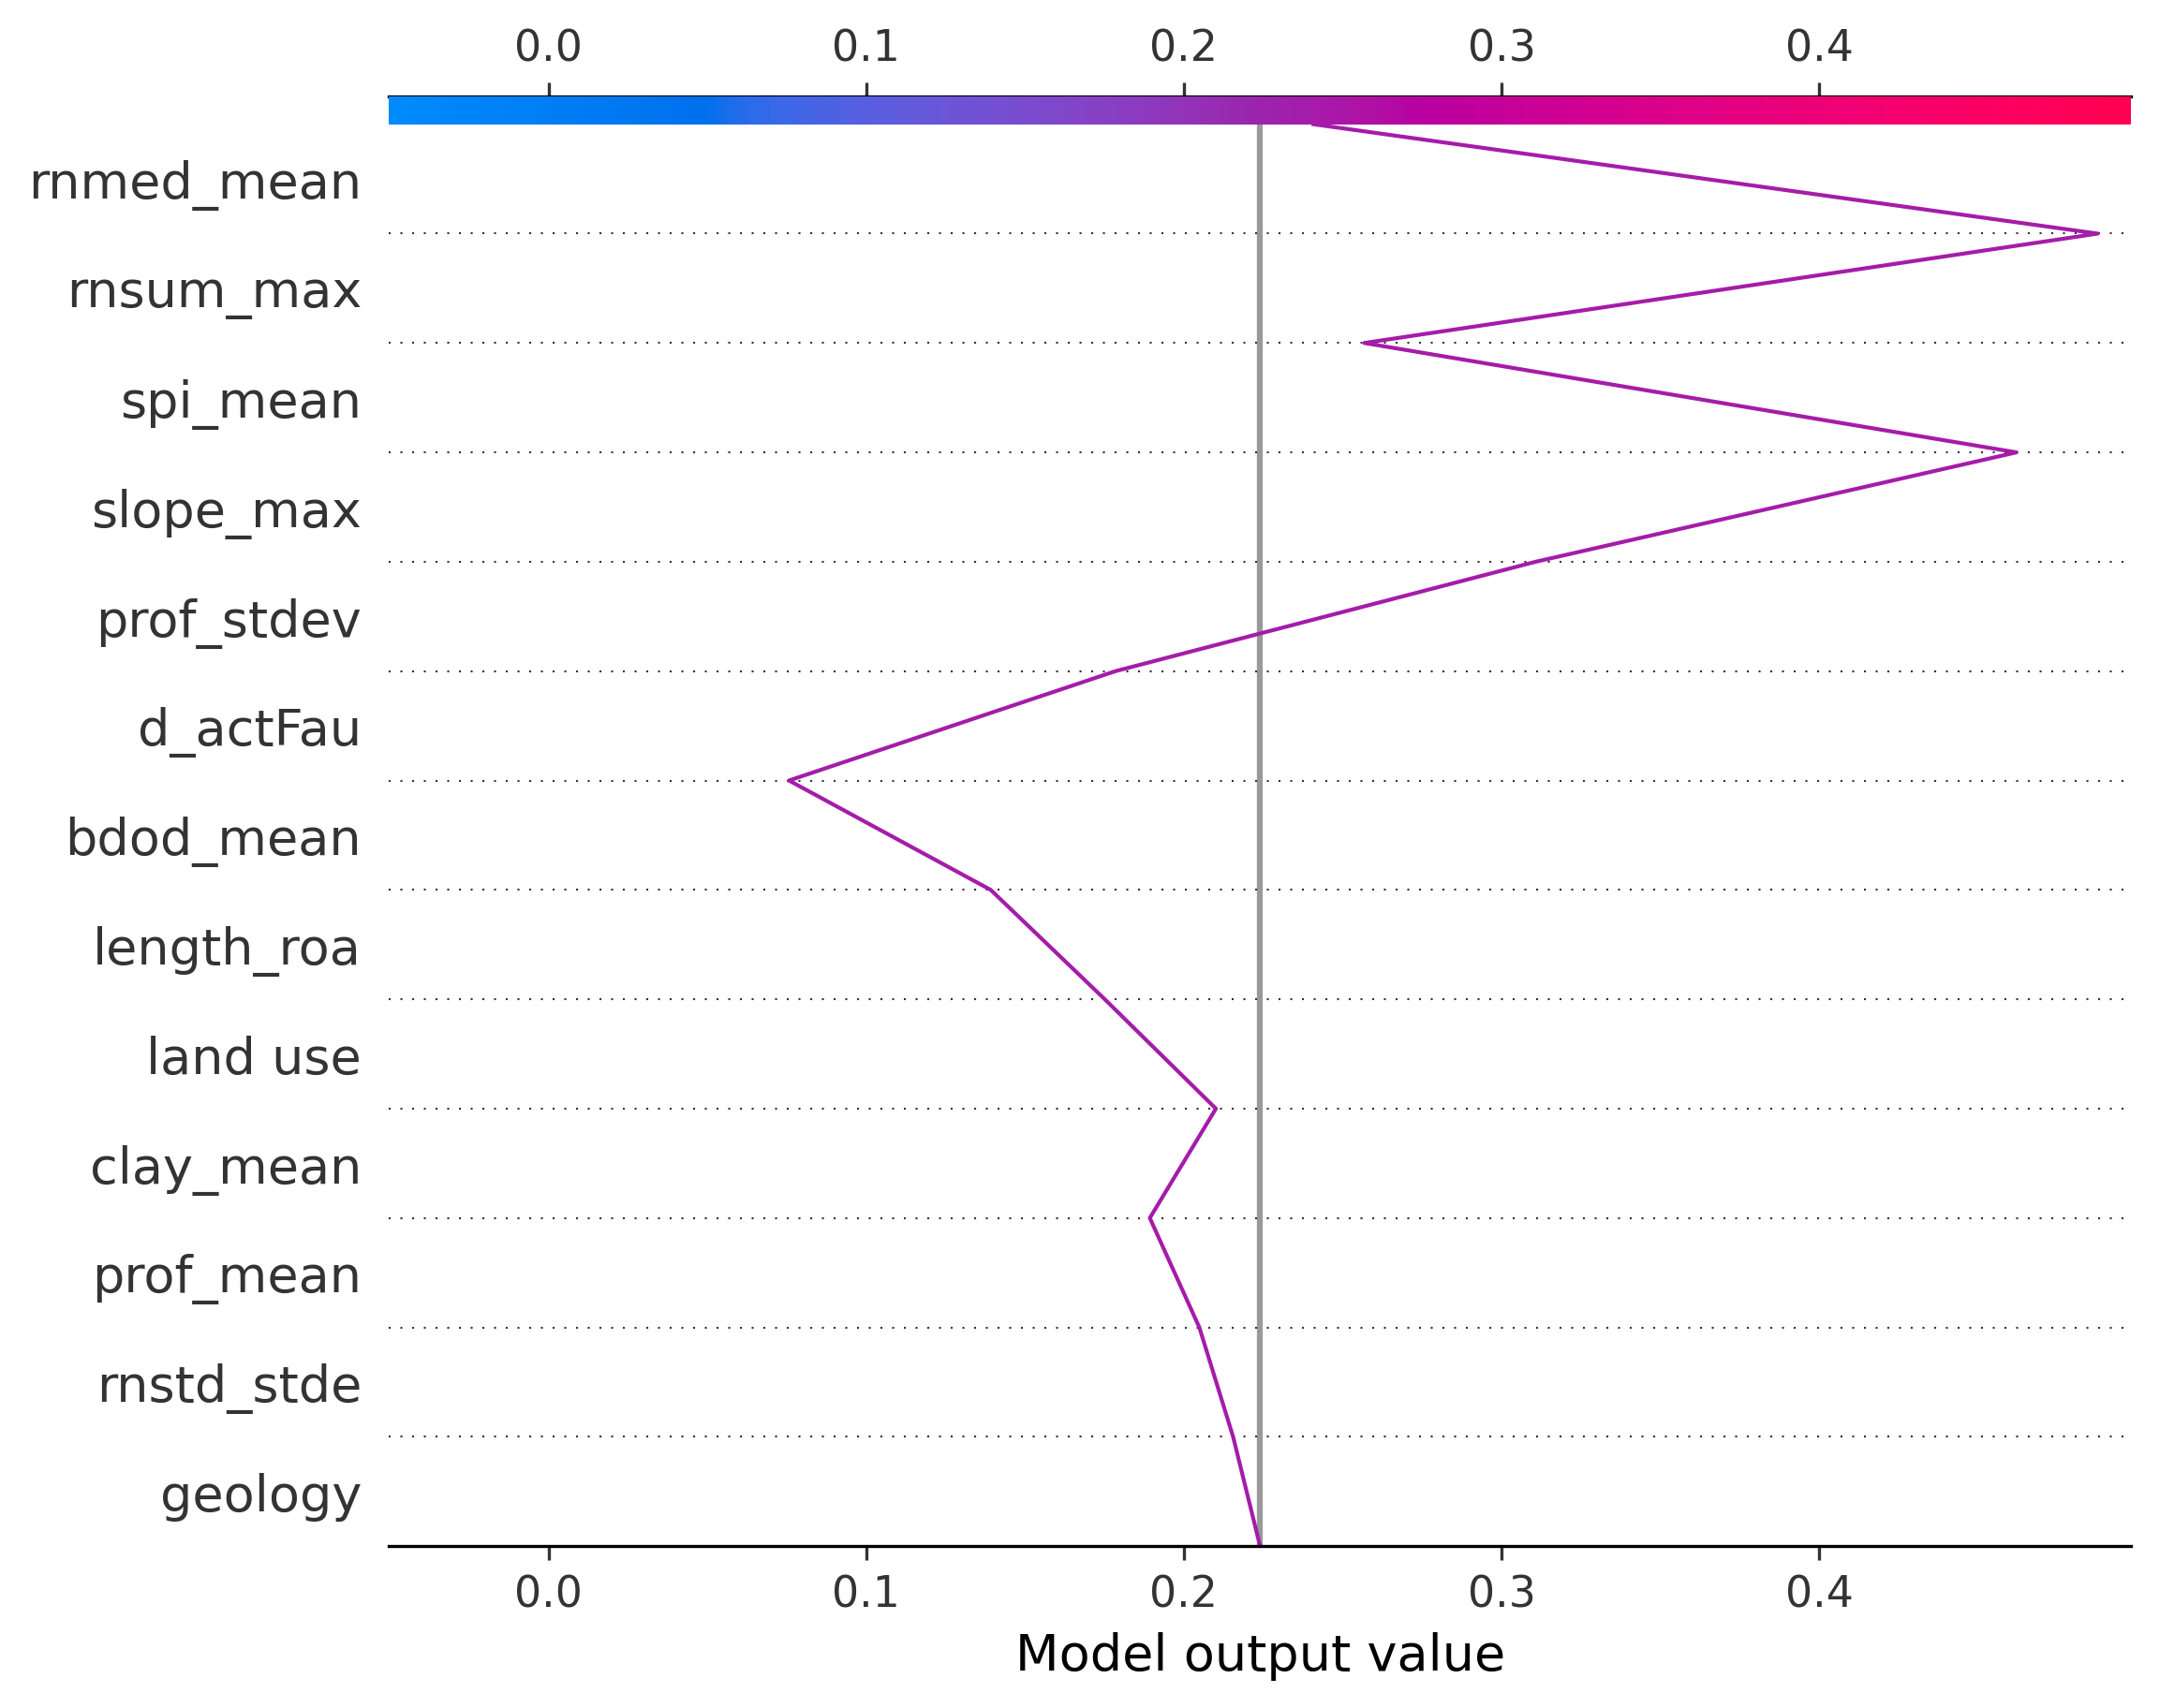 0.0 0.1 0.2 0.3 0.4
rnmed_mean
rnsum_max
spi_mean
slope_max
prof_stdev
d_actFau
bdod_mean
length_roa
land use
clay_mean
prof_mean
rnstd_stde
geology
0.0 0.1 0.2 0.3 0.4
Model output value